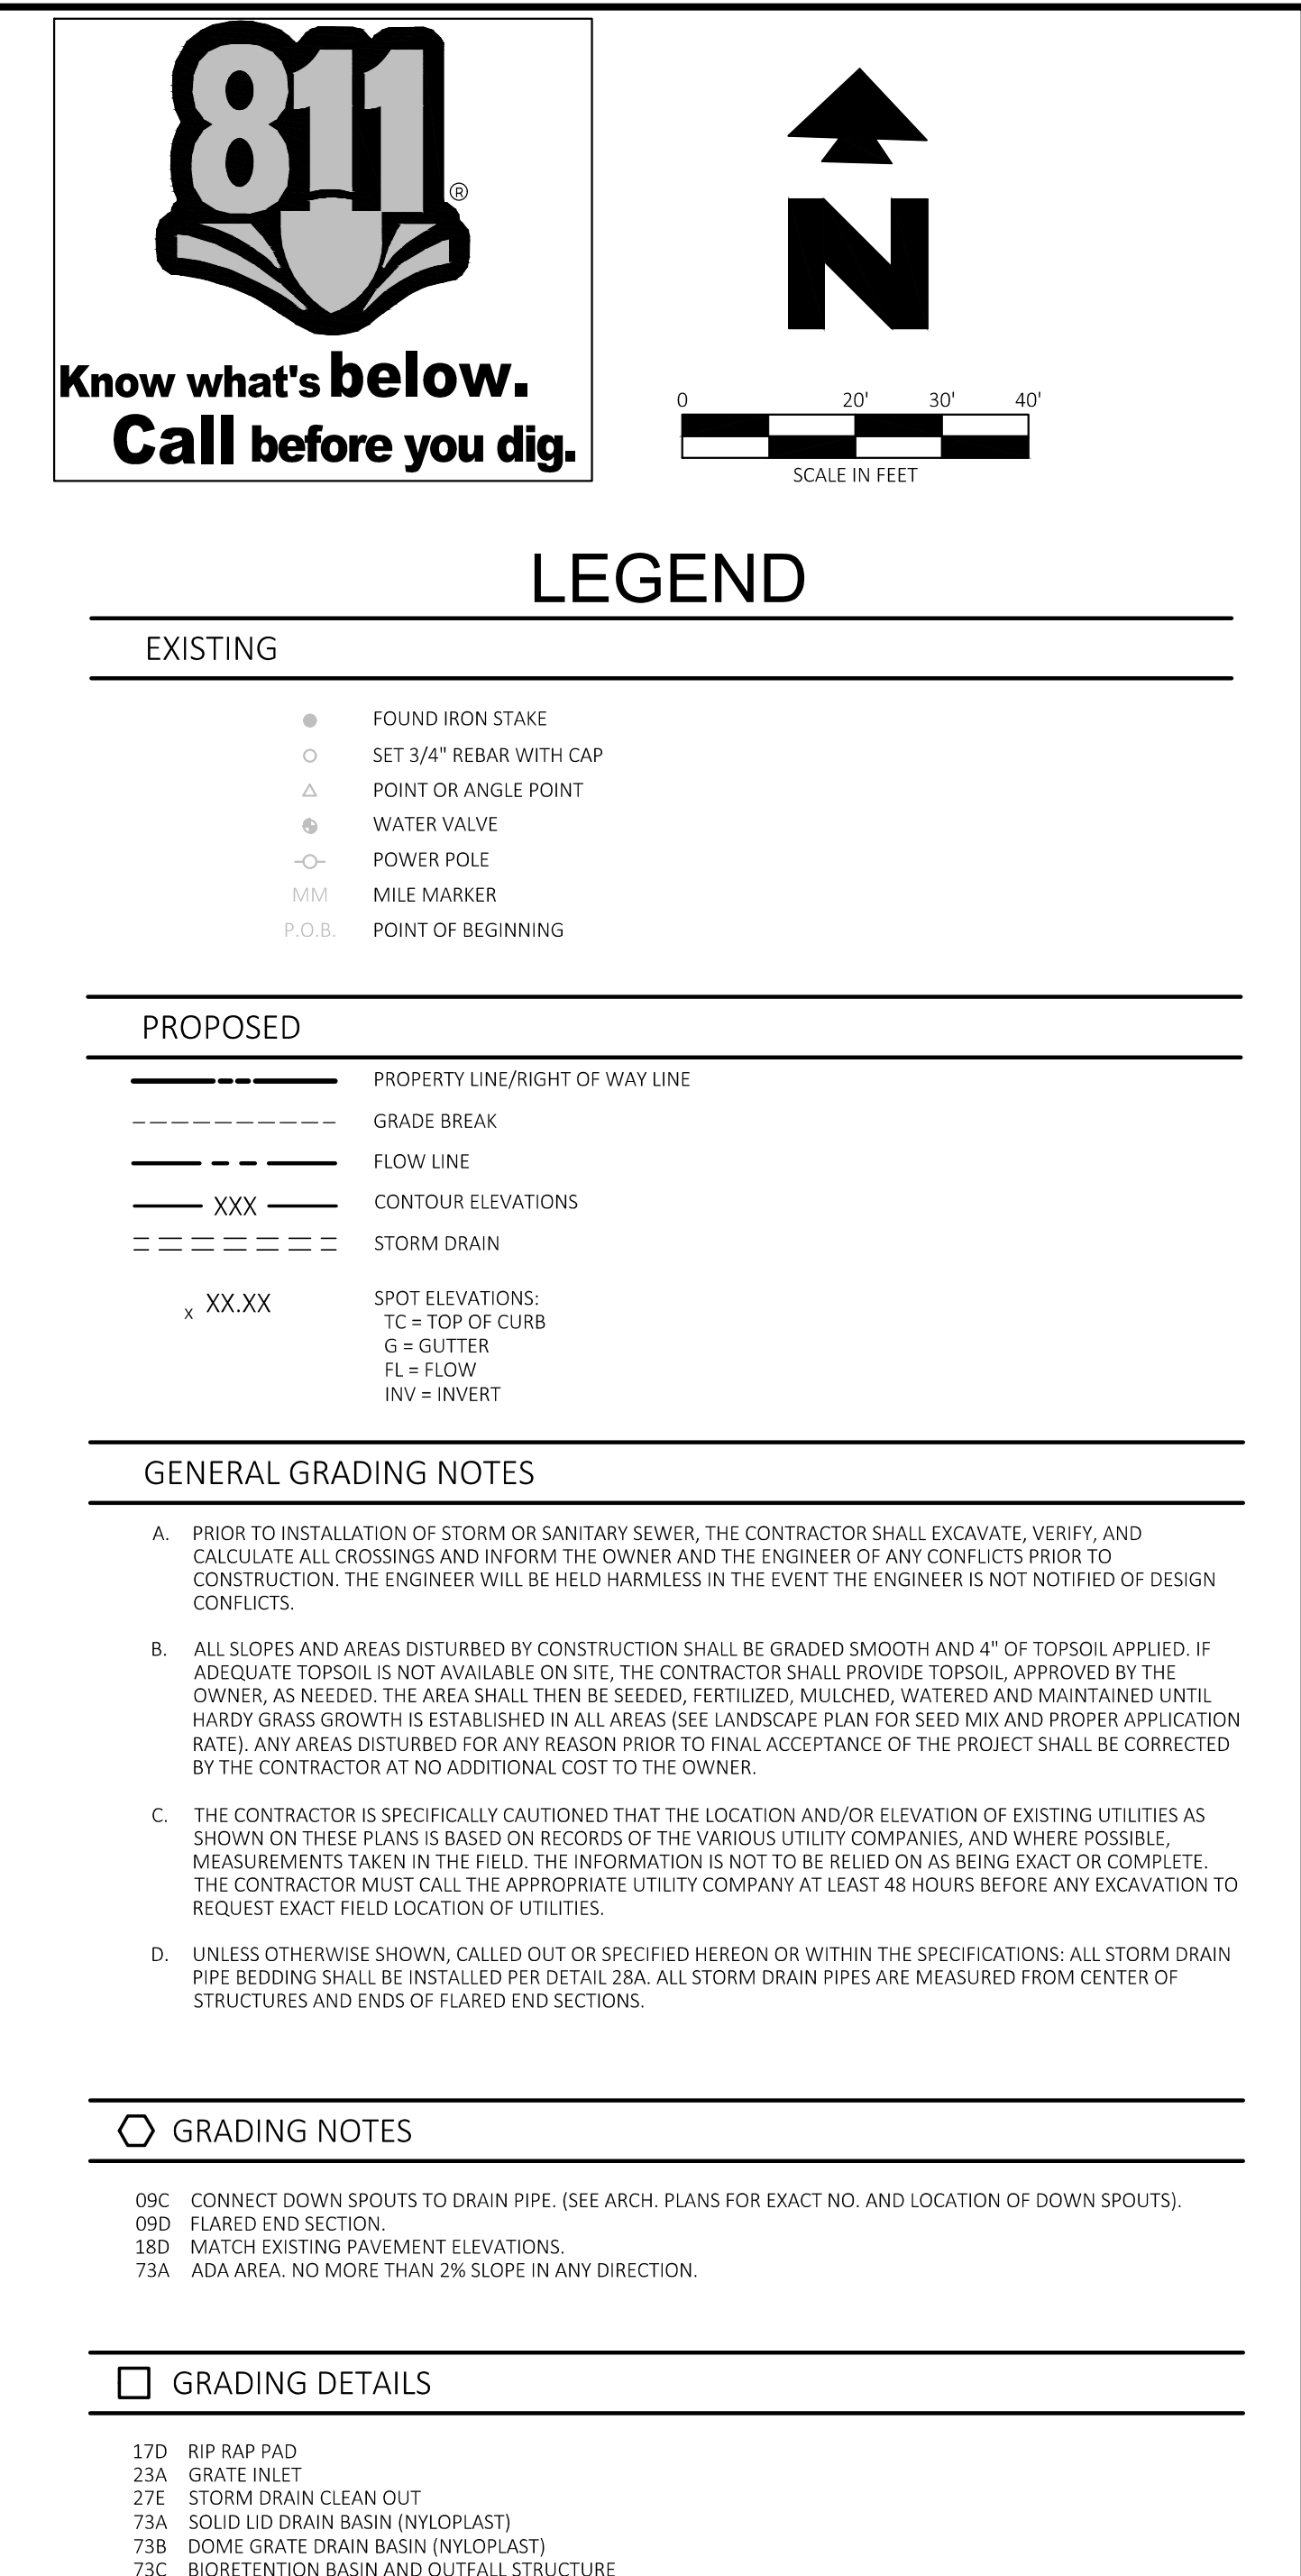 811®
Know what's below.
Call before you dig.
N
0 20' 30' 40'
SCALE IN FEET
LEGEND
EXISTING
FOUND IRON STAKE
SET 3/4" REBAR WITH CAP
POINT OR ANGLE POINT
WATER VALVE
POWER POLE
MM MILE MARKER
P.O.B. POINT OF BEGINNING
PROPOSED
PROPERTY LINE/RIGHT OF WAY LINE
GRADE BREAK
FLOW LINE
XXX CONTOUR ELEVATIONS
STORM DRAIN
x XX.XX SPOT ELEVATIONS:
TC = TOP OF CURB
G = GUTTER
FL = FLOW
INV = INVERT
GENERAL GRADING NOTES
A. PRIOR TO INSTALLATION OF STORM OR SANITARY SEWER, THE CONTRACTOR SHALL EXCAVATE, VERIFY, AND
CALCULATE ALL CROSSINGS AND INFORM THE OWNER AND THE ENGINEER OF ANY CONFLICTS PRIOR TO
CONSTRUCTION. THE ENGINEER WILL BE HELD HARMLESS IN THE EVENT THE ENGINEER IS NOT NOTIFIED OF DESIGN
CONFLICTS.
B. ALL SLOPES AND AREAS DISTURBED BY CONSTRUCTION SHALL BE GRADED SMOOTH AND 4" OF TOPSOIL APPLIED. IF
ADEQUATE TOPSOIL IS NOT AVAILABLE ON SITE, THE CONTRACTOR SHALL PROVIDE TOPSOIL, APPROVED BY THE
OWNER, AS NEEDED. THE AREA SHALL THEN BE SEEDED, FERTILIZED, MULCHED, WATERED AND MAINTAINED UNTIL
HARDY GRASS GROWTH IS ESTABLISHED IN ALL AREAS (SEE LANDSCAPE PLAN FOR SEED MIX AND PROPER APPLICATION
RATE). ANY AREAS DISTURBED FOR ANY REASON PRIOR TO FINAL ACCEPTANCE OF THE PROJECT SHALL BE CORRECTED
BY THE CONTRACTOR AT NO ADDITIONAL COST TO THE OWNER.
C. THE CONTRACTOR IS SPECIFICALLY CAUTIONED THAT THE LOCATION AND/OR ELEVATION OF EXISTING UTILITIES AS
SHOWN ON THESE PLANS IS BASED ON RECORDS OF THE VARIOUS UTILITY COMPANIES, AND WHERE POSSIBLE,
MEASUREMENTS TAKEN IN THE FIELD. THE INFORMATION IS NOT TO BE RELIED ON AS BEING EXACT OR COMPLETE.
THE CONTRACTOR MUST CALL THE APPROPRIATE UTILITY COMPANY AT LEAST 48 HOURS BEFORE ANY EXCAVATION TO
REQUEST EXACT FIELD LOCATION OF UTILITIES.
D. UNLESS OTHERWISE SHOWN, CALLED OUT OR SPECIFIED HEREON OR WITHIN THE SPECIFICATIONS: ALL STORM DRAIN
PIPE BEDDING SHALL BE INSTALLED PER DETAIL 28A. ALL STORM DRAIN PIPES ARE MEASURED FROM CENTER OF
STRUCTURES AND ENDS OF FLARED END SECTIONS.
GRADING NOTES
09C CONNECT DOWN SPOUTS TO DRAIN PIPE. (SEE ARCH. PLANS FOR EXACT NO. AND LOCATION OF DOWN SPOUTS).
09D FLARED END SECTION.
18D MATCH EXISTING PAVEMENT ELEVATIONS.
73A ADA AREA. NO MORE THAN 2% SLOPE IN ANY DIRECTION.
GRADING DETAILS
17D RIP RAP PAD
23A GRATE INLET
27E STORM DRAIN CLEAN OUT
73A SOLID LID DRAIN BASIN (NYLOPLAST)
73B DOME GRATE DRAIN BASIN (NYLOPLAST)
73C BIORETENTION BASIN AND OUTFALL STRUCTURE